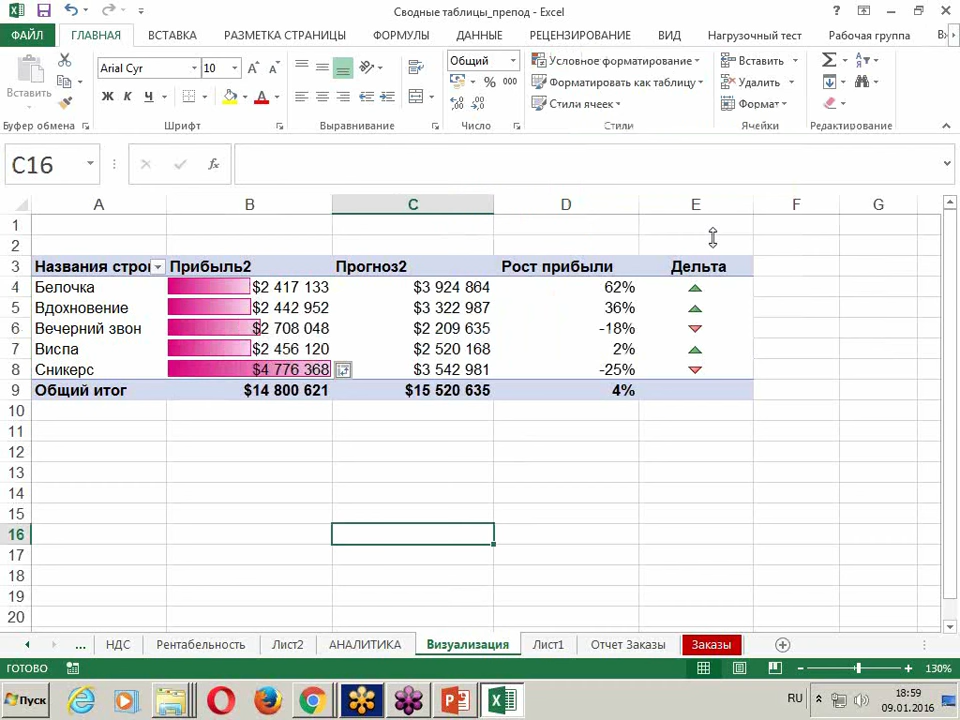 Сводные таблицы_препод - Excel
ФАЙЛ ГЛАВНАЯ ВСТАВКА РАЗМЕТКА СТРАНИЦЫ ФОРМУЛЫ ДАННЫЕ РЕЦЕНЗИРОВАНИЕ ВИД Нагрузочный тест Рабочая группа
Вставить
Arial Cyr 10
Ж К Ч
Общий
% 000
Условное форматирование
Форматировать как таблицу
Стили ячеек
Вставить
Удалить
Формат
Буфер обмена Шрифт Выравнивание Число Стили Ячейки Редактирование
C16 fx
A B C D E F G
1
2
3 Названия стро Прибыль2 Прогноз2 Рост прибыли Дельта
4 Белочка $2 417 133 $3 924 864 62%
5 Вдохновение $2 442 952 $3 322 987 36%
6 Вечерний звон $2 708 048 $2 209 635 -18%
7 Виспа $2 456 120 $2 520 168 2%
8 Сникерс $4 776 368 $3 542 981 -25%
9 Общий итог $14 800 621 $15 520 635 4%
10
11
12
13
14
15
16
17
18
19
20
... НДС Рентабельность Лист2 АНАЛИТИКА Визуализация Лист1 Отчет Заказы Заказы
ГОТОВО 130%
Пуск RU 18:59
09.01.2016